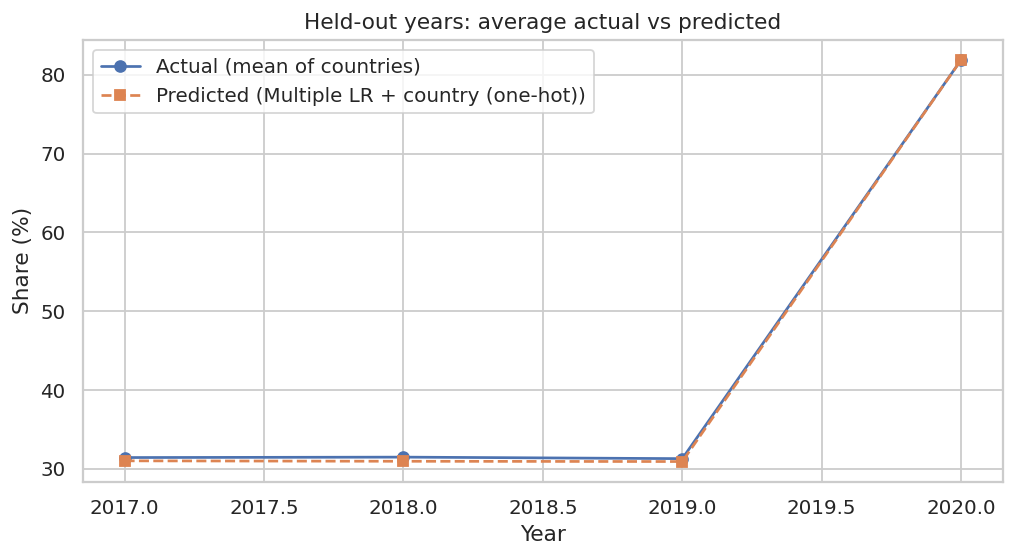 Held-out years: average actual vs predicted
Actual (mean of countries)
Predicted (Multiple LR + country (one-hot))
Share (%)
80
70
60
50
40
30
2017.0 2017.5 2018.0 2018.5 2019.0 2019.5 2020.0
Year